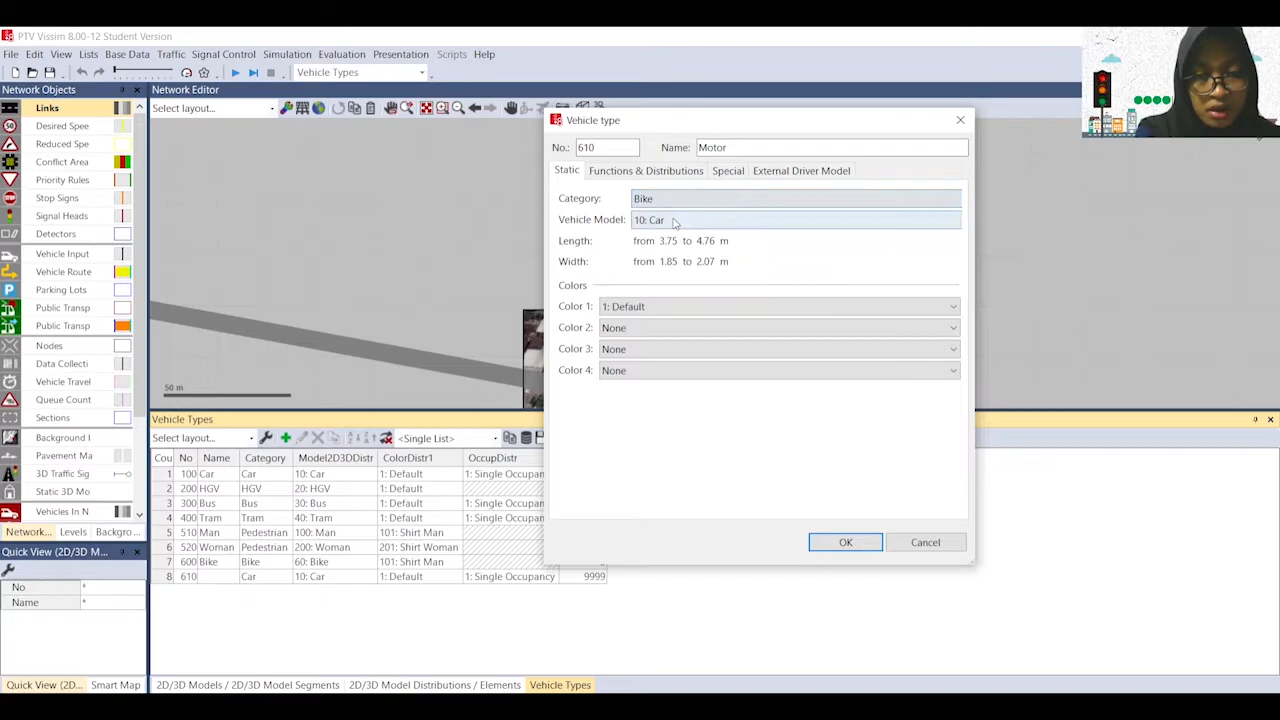 PTV Vissim 8.00-12 Student Version
File Edit View Lists Base Data Traffic Signal Control Simulation Evaluation Presentation Scripts Help
Vehicle Types
Network Objects
Network Editor
Links
Desired Spee
Reduced Spe
Conflict Area
Priority Rules
Stop Signs
Signal Heads
Detectors
Vehicle Input
Vehicle Route
Parking Lots
Public Transp
Public Transp
Nodes
Data Collecti
Vehicle Travel
Queue Count
Sections
Background I
Pavement Ma
3D Traffic Sig
Static 3D Mo
Vehicles In N
Network... Levels Backgro...
Quick View (2D/3D M...
No *
Name *
Quick View (2D... Smart Map
Select layout...
50 m
Vehicle type
No.: 610 Name: Motor
Static Functions & Distributions Special External Driver Model
Category: Bike
Vehicle Model: 10: Car
Length: from 3.75 to 4.76 m
Width: from 1.85 to 2.07 m
Colors
Color 1: 1: Default
Color 2: None
Color 3: None
Color 4: None
OK Cancel
Vehicle Types
Select layout... <Single List>
Cou No Name Category Model2D3DDistr ColorDistr1 OccupDistr
1 100 Car Car 10: Car 1: Default 1: Single Occupan
2 200 HGV HGV 20: HGV 1: Default
3 300 Bus Bus 30: Bus 1: Default 1: Single Occupan
4 400 Tram Tram 40: Tram 1: Default 1: Single Occupan
5 510 Man Pedestrian 100: Man 101: Shirt Man
6 520 Woman Pedestrian 200: Woman 201: Shirt Woman
7 600 Bike Bike 60: Bike 101: Shirt Man
8 610 Car 10: Car 1: Default 1: Single Occupancy 9999
2D/3D Models / 2D/3D Model Segments 2D/3D Model Distributions / Elements Vehicle Types